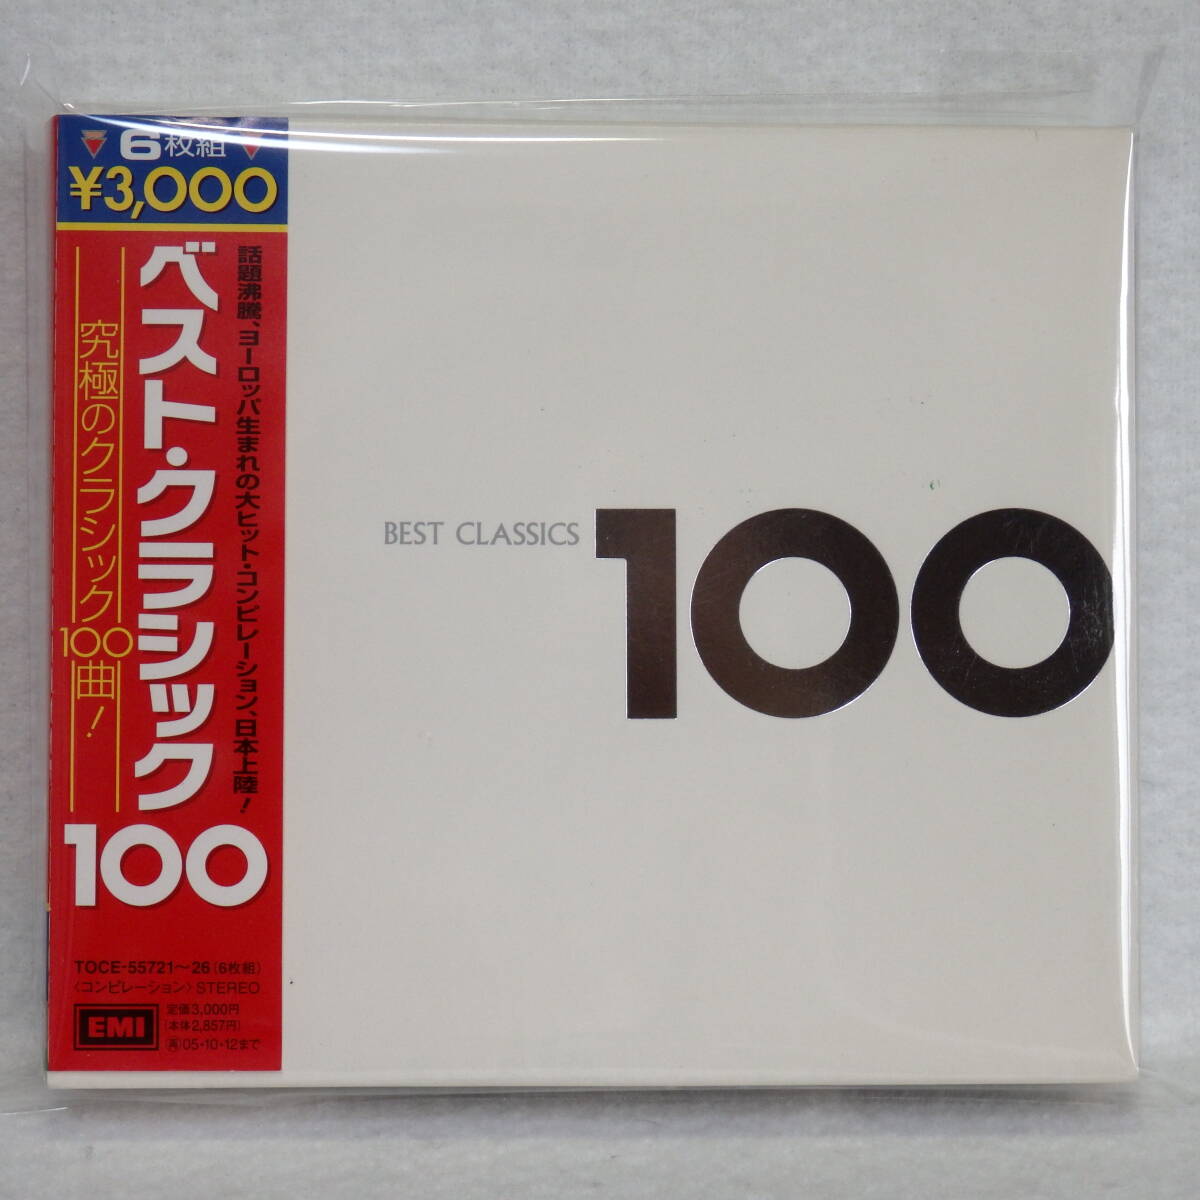 6枚組
¥3,000
話題沸騰、ヨーロッパ生まれの大ヒット・コンピレーション、日本上陸!
ベスト・クラシック
100
究極のクラシック100曲!
TOCE-55721〜26(6枚組)
〈コンピレーション〉STEREO
EMI
定価3,000円
(本体2,857円)
再05・10・12まで
BEST CLASSICS
100